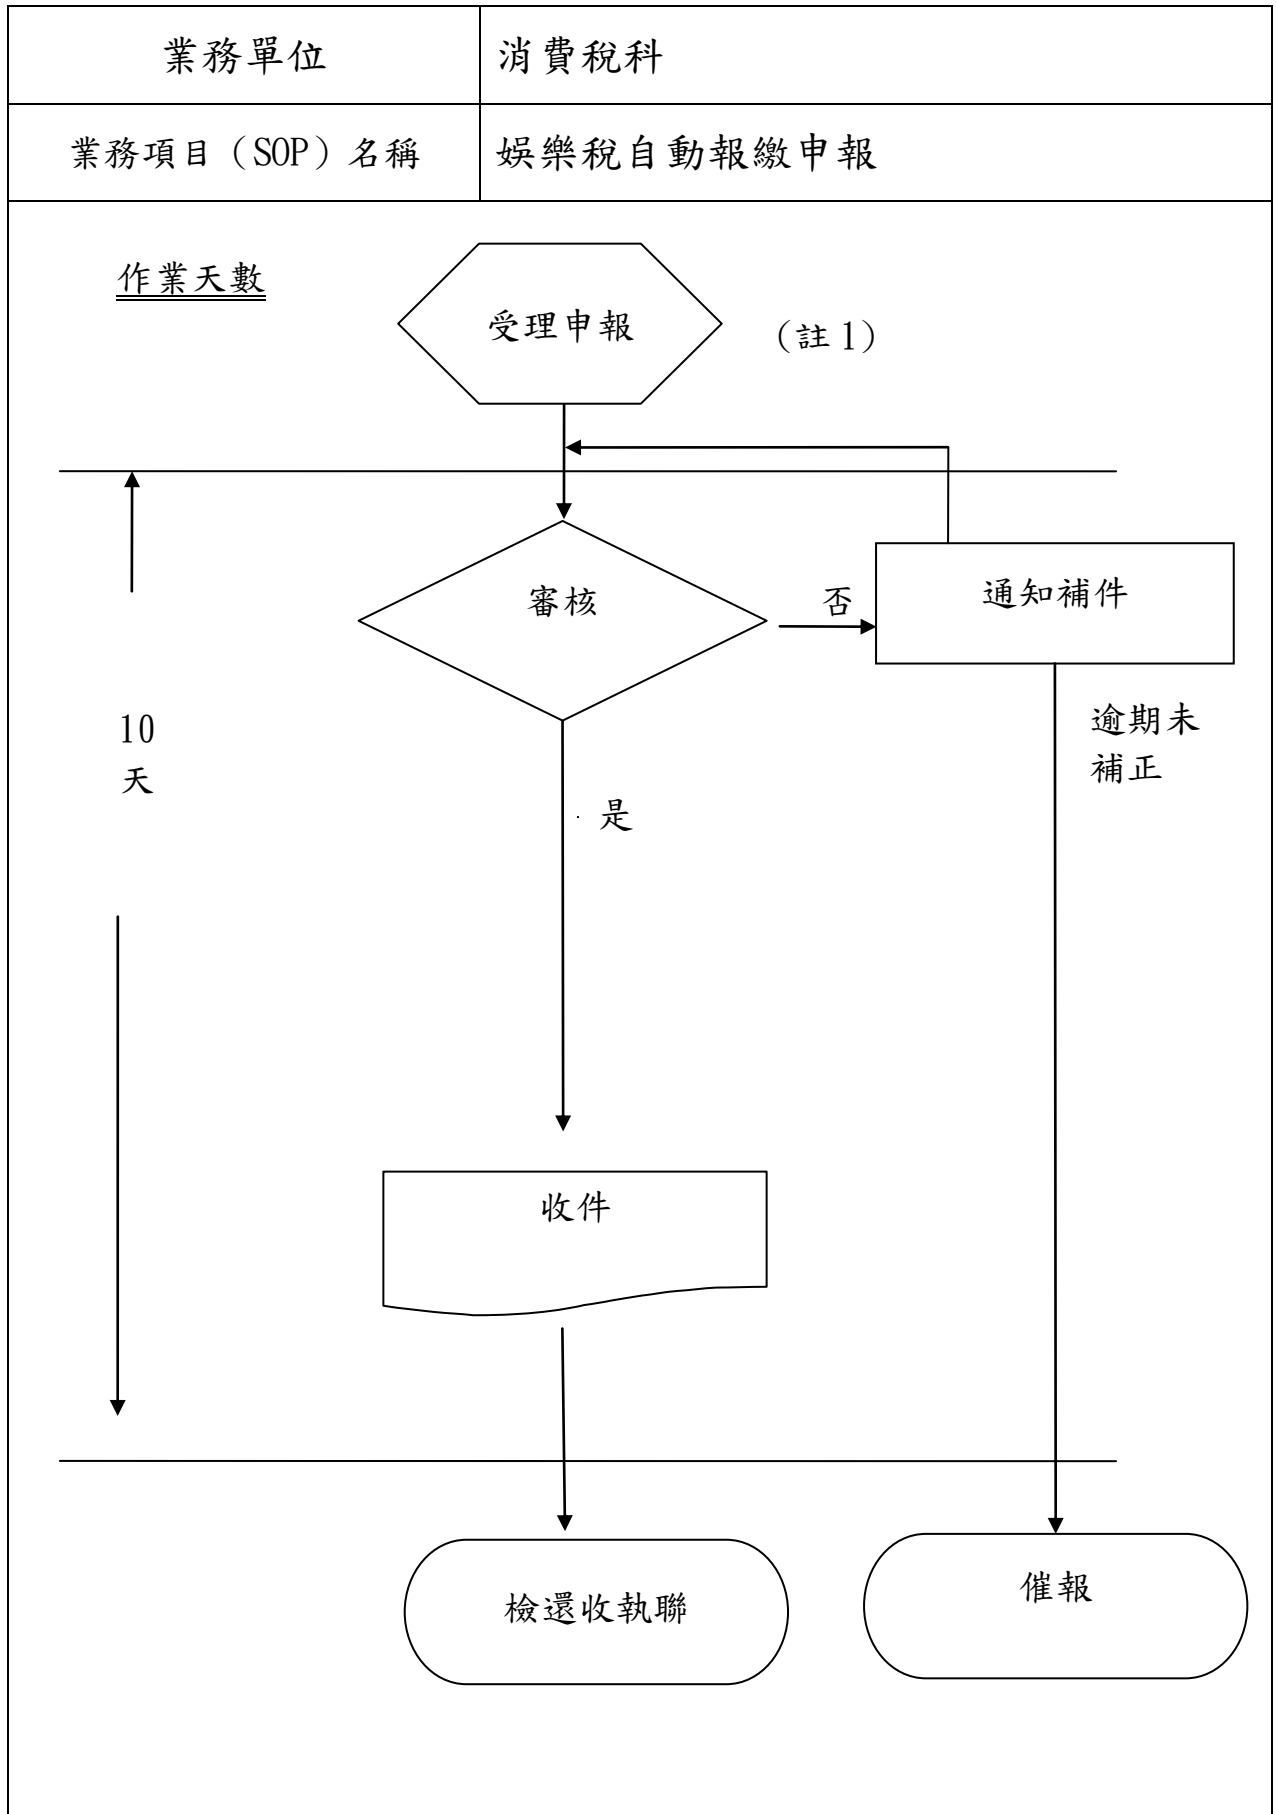 業務單位
消費稅科
業務項目（SOP）名稱
娛樂稅自動報繳申報
作業天數
受理申報
（註1）
審核
否
通知補件
10
天
逾期未
補正
是
收件
檢還收執聯
催報